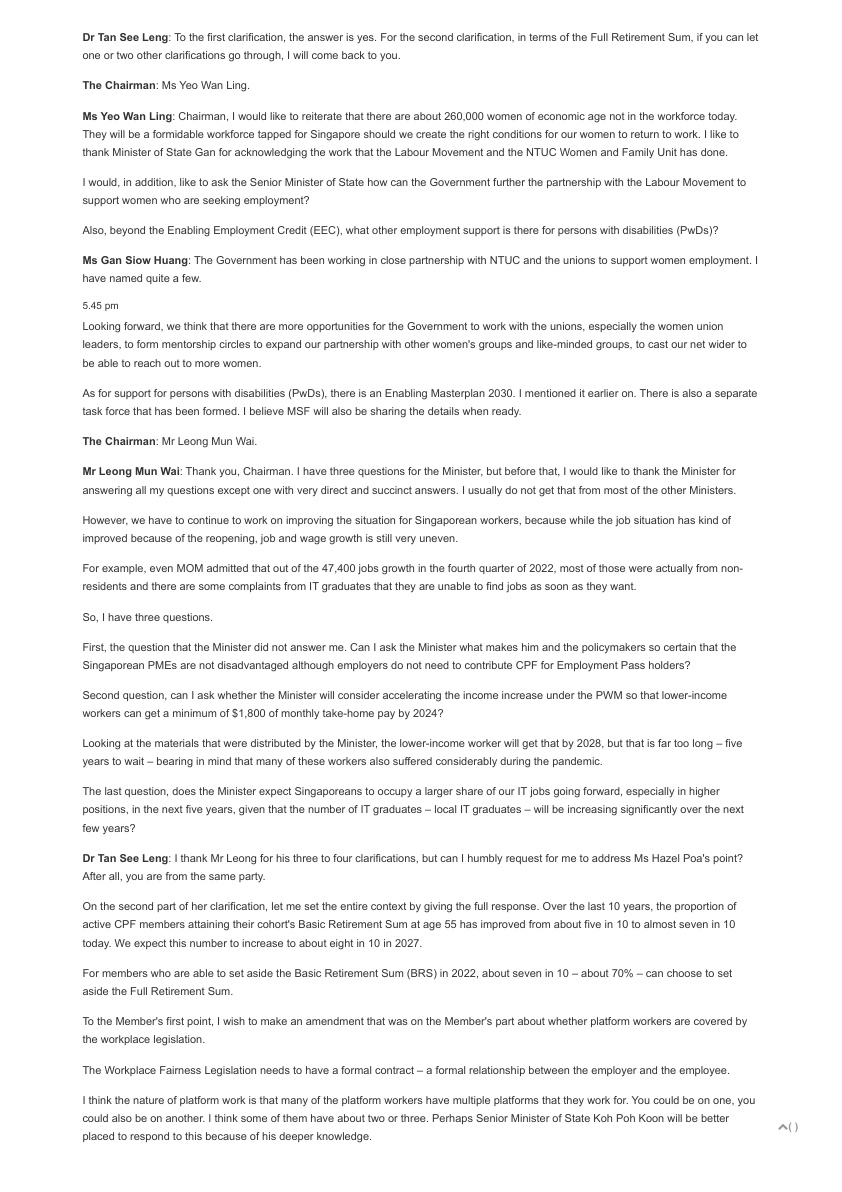 Dr Tan See Leng: To the first clarification, the answer is yes. For the second clarification, in terms of the Full Retirement Sum, if you can let
one or two other clarifications go through, I will come back to you.
The Chairman: Ms Yeo Wan Ling.
Ms Yeo Wan Ling: Chairman, I would like to reiterate that there are about 260,000 women of economic age not in the workforce today.
They will be a formidable workforce tapped for Singapore should we create the right conditions for our women to return to work. I like to
thank Minister of State Gan for acknowledging the work that the Labour Movement and the NTUC Women and Family Unit has done.
I would, in addition, like to ask the Senior Minister of State how can the Government further the partnership with the Labour Movement to
support women who are seeking employment?
Also, beyond the Enabling Employment Credit (EEC), what other employment support is there for persons with disabilities (PwDs)?
Ms Gan Siow Huang: The Government has been working in close partnership with NTUC and the unions to support women employment. I
have named quite a few.
5.45 pm
Looking forward, we think that there are more opportunities for the Government to work with the unions, especially the women union
leaders, to form mentorship circles to expand our partnership with other women's groups and like-minded groups, to cast our net wider to
be able to reach out to more women.
As for support for persons with disabilities (PwDs), there is an Enabling Masterplan 2030. I mentioned it earlier on. There is also a separate
task force that has been formed. I believe MSF will also be sharing the details when ready.
The Chairman: Mr Leong Mun Wai.
Mr Leong Mun Wai: Thank you, Chairman. I have three questions for the Minister, but before that, I would like to thank the Minister for
answering all my questions except one with very direct and succinct answers. I usually do not get that from most of the other Ministers.
However, we have to continue to work on improving the situation for Singaporean workers, because while the job situation has kind of
improved because of the reopening, job and wage growth is still very uneven.
For example, even MOM admitted that out of the 47,400 jobs growth in the fourth quarter of 2022, most of those were actually from non-
residents and there are some complaints from IT graduates that they are unable to find jobs as soon as they want.
So, I have three questions.
First, the question that the Minister did not answer me. Can I ask the Minister what makes him and the policymakers so certain that the
Singaporean PMEs are not disadvantaged although employers do not need to contribute CPF for Employment Pass holders?
Second question, can I ask whether the Minister will consider accelerating the income increase under the PWM so that lower-income
workers can get a minimum of $1,800 of monthly take-home pay by 2024?
Looking at the materials that were distributed by the Minister, the lower-income worker will get that by 2028, but that is far too long – five
years to wait – bearing in mind that many of these workers also suffered considerably during the pandemic.
The last question, does the Minister expect Singaporeans to occupy a larger share of our IT jobs going forward, especially in higher
positions, in the next five years, given that the number of IT graduates – local IT graduates – will be increasing significantly over the next
few years?
Dr Tan See Leng: I thank Mr Leong for his three to four clarifications, but can I humbly request for me to address Ms Hazel Poa's point?
After all, you are from the same party.
On the second part of her clarification, let me set the entire context by giving the full response. Over the last 10 years, the proportion of
active CPF members attaining their cohort's Basic Retirement Sum at age 55 has improved from about five in 10 to almost seven in 10
today. We expect this number to increase to about eight in 10 in 2027.
For members who are able to set aside the Basic Retirement Sum (BRS) in 2022, about seven in 10 – about 70% – can choose to set
aside the Full Retirement Sum.
To the Member's first point, I wish to make an amendment that was on the Member's part about whether platform workers are covered by
the workplace legislation.
The Workplace Fairness Legislation needs to have a formal contract – a formal relationship between the employer and the employee.
I think the nature of platform work is that many of the platform workers have multiple platforms that they work for. You could be on one, you
could also be on another. I think some of them have about two or three. Perhaps Senior Minister of State Koh Poh Koon will be better
placed to respond to this because of his deeper knowledge.
( )